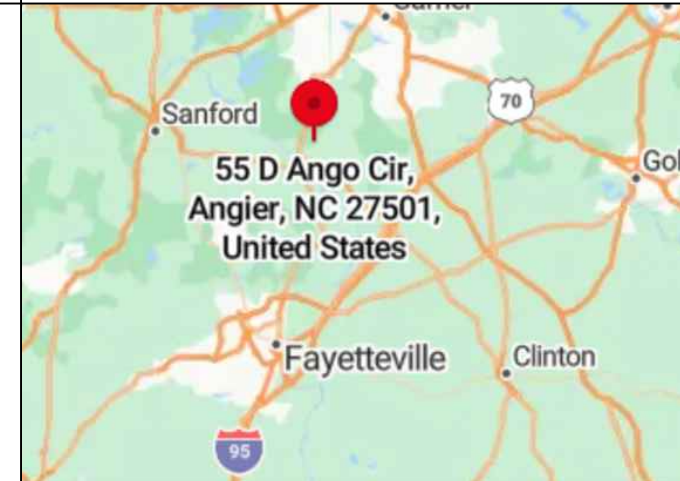 70
Sanford
55 D Ango Cir,
Angier, NC 27501,
United States
Fayetteville
Clinton
95